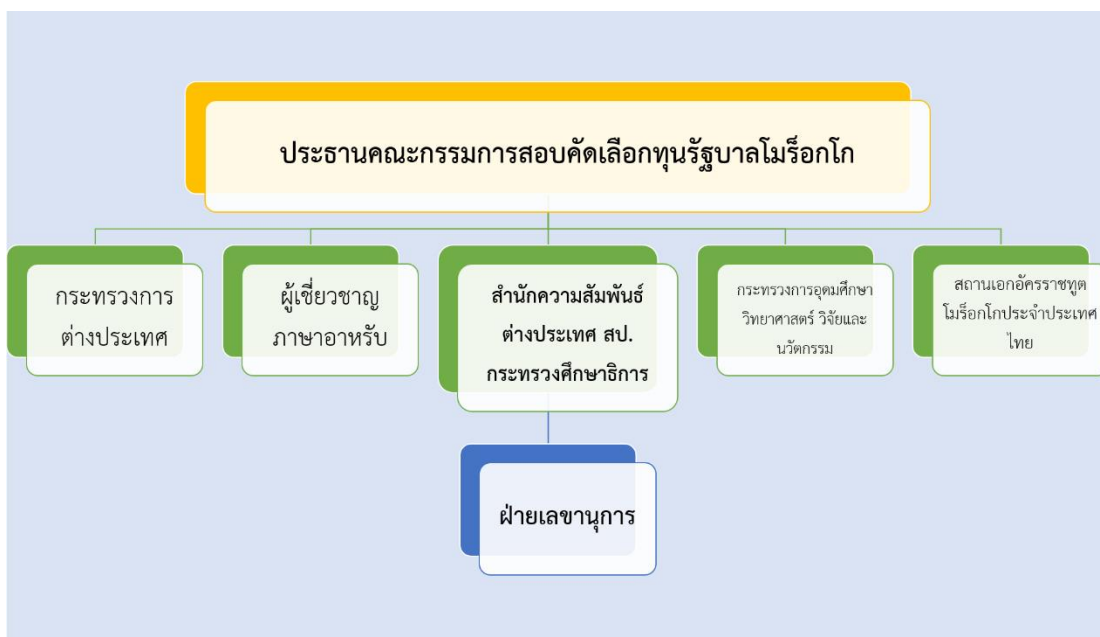 ประธานคณะกรรมการสอบคัดเลือกทุนรัฐบาลโมร็อกโก
กระทรวงการ
ต่างประเทศ
ผู้เชี่ยวชาญ
ภาษาอาหรับ
สำนักความสัมพันธ์
ต่างประเทศ สป.
กระทรวงศึกษาธิการ
กระทรวงการอุดมศึกษา
วิทยาศาสตร์ วิจัยและ
นวัตกรรม
สถานเอกอัครราชทูต
โมร็อกโกประจำประเทศ
ไทย
ฝ่ายเลขานุการ